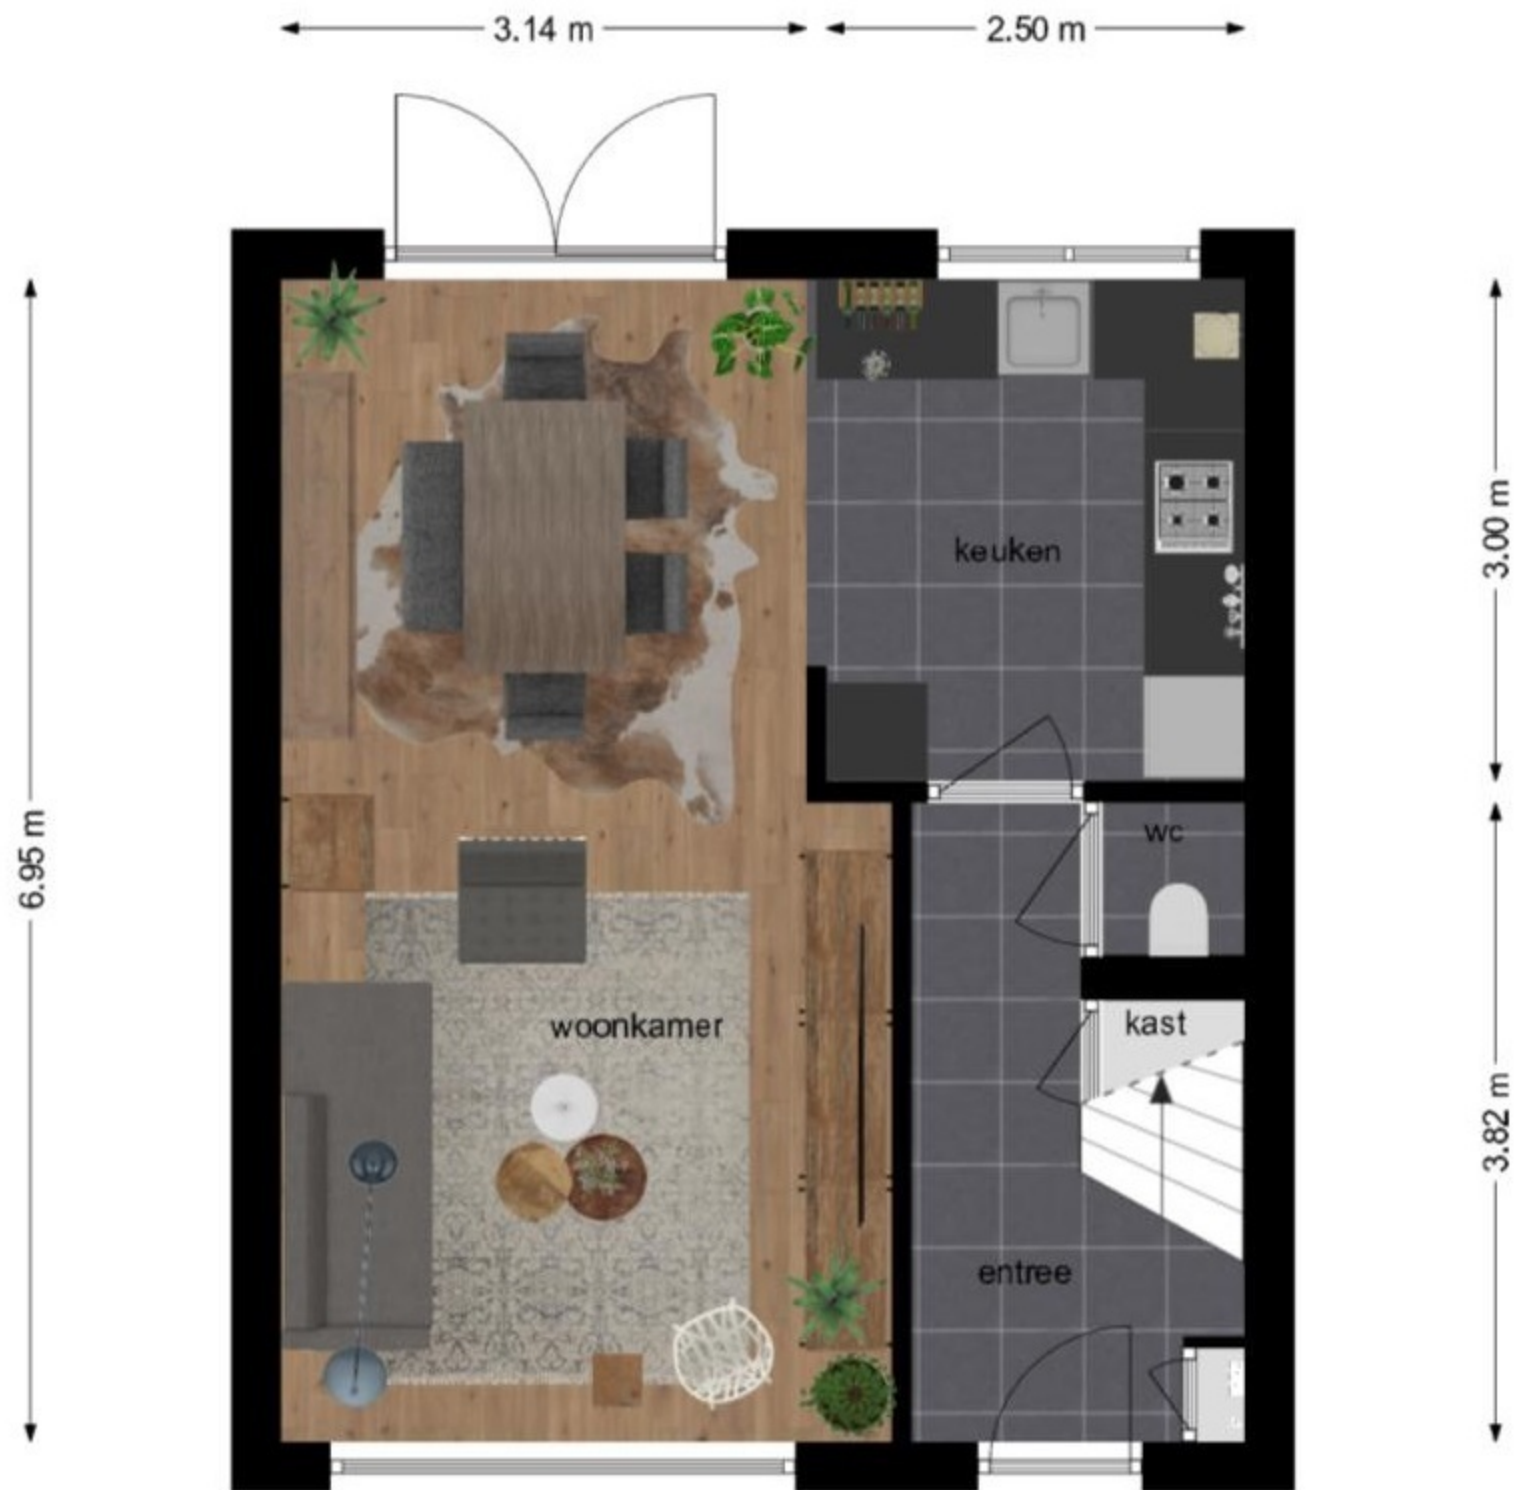 3.14 m
2.50 m
3.00 m
keuken
wc
6.95 m
woonkamer
kast
3.82 m
entree